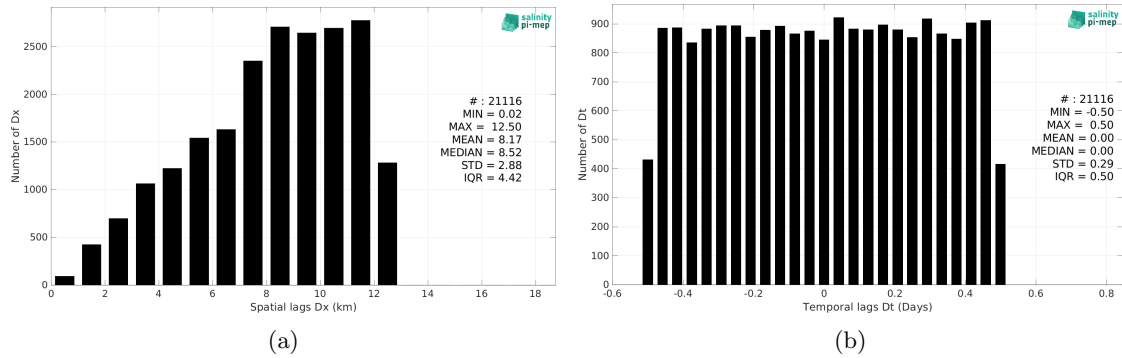 salinity
pi-mep
2500
2000
1500
1000
500
0
Number of Dx
# : 21116
MIN = 0.02
MAX = 12.50
MEAN = 8.17
MEDIAN = 8.52
STD = 2.88
IQR = 4.42
0 2 4 6 8 10 12 14 16 18
Spatial lags Dx (km)
(a)
salinity
pi-mep
900
800
700
600
500
400
300
200
100
0
Number of Dt
# : 21116
MIN = -0.50
MAX = 0.50
MEAN = 0.00
MEDIAN = 0.00
STD = 0.29
IQR = 0.50
-0.6 -0.4 -0.2 0 0.2 0.4 0.6 0.8
Temporal lags Dt (Days)
(b)